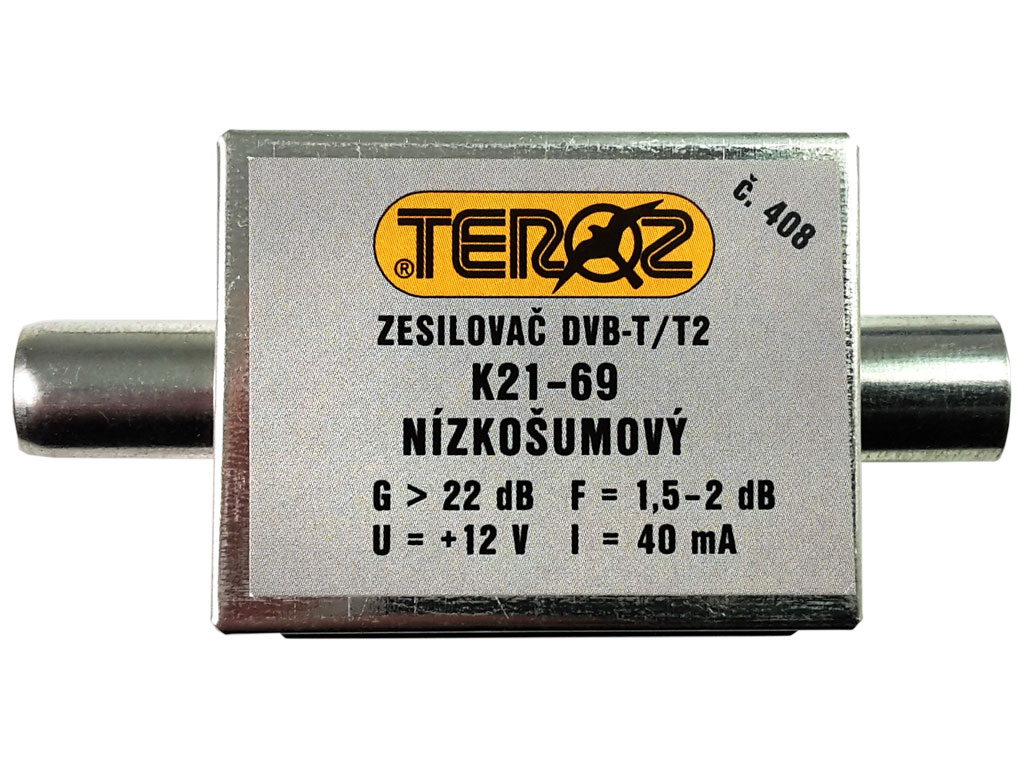 č. 408
®TEROZ
ZESILOVAČ DVB-T/T2
K21-69
NÍZKOŠUMOVÝ
G > 22 dB F = 1,5-2 dB
U = +12 V I = 40 mA